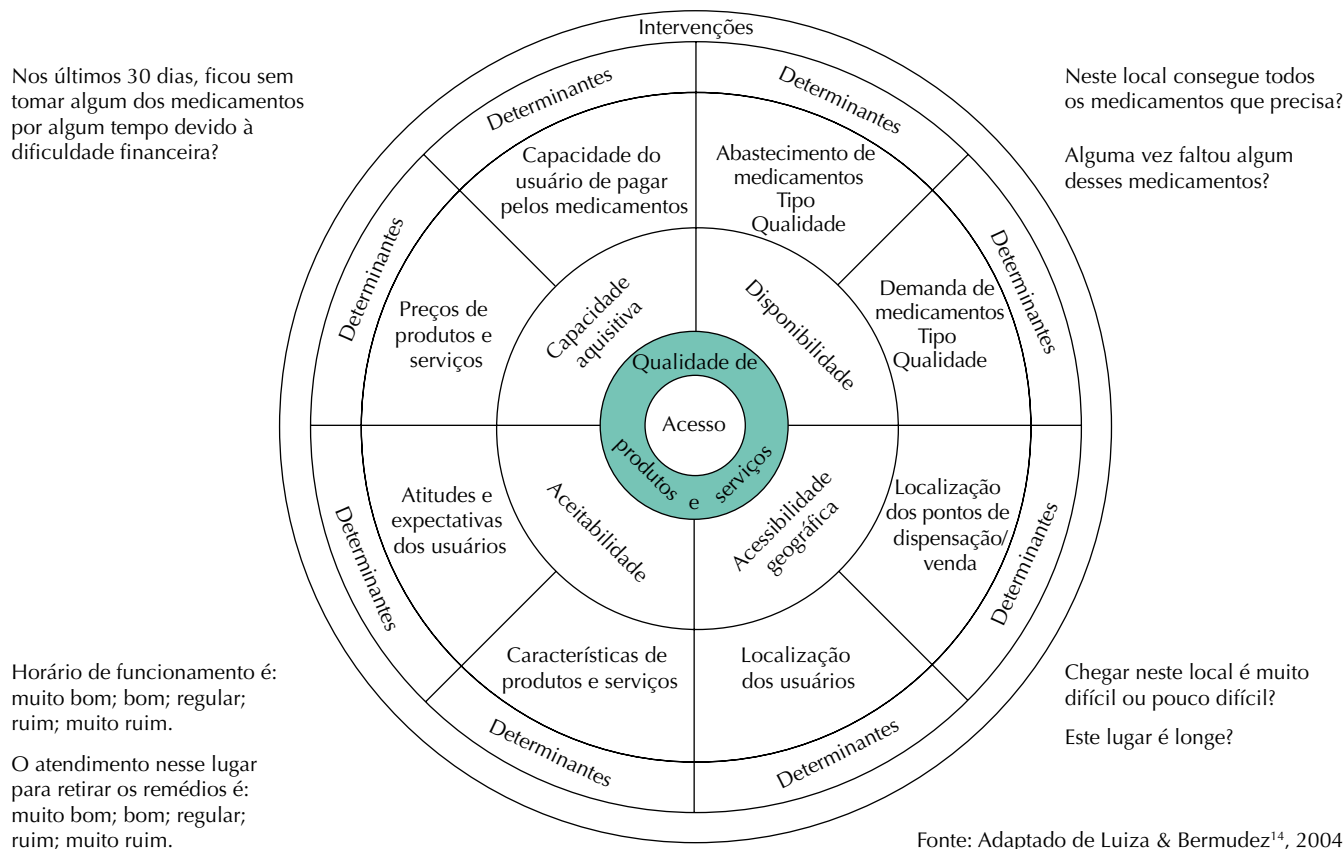 Intervenções
Nos últimos 30 dias, ficou sem
tomar algum dos medicamentos
por algum tempo devido à
dificuldade financeira?
Neste local consegue todos
os medicamentos que precisa?
Alguma vez faltou algum
desses medicamentos?
Determinantes
Determinantes
Determinantes
Determinantes
Capacidade do
usuário de pagar
pelos medicamentos
Abastecimento de
medicamentos
Tipo
Qualidade
Preços de
produtos e
serviços
Demanda de
medicamentos
Tipo
Qualidade
Capacidade
aquisitiva
Disponibilidade
Qualidade de
produtos e serviços
Acesso
Aceitabilidade
Acessibilidade
geográfica
Atitudes e
expectativas
dos usuários
Localização
dos pontos de
dispensação/
venda
Características de
produtos e serviços
Localização
dos usuários
Determinantes
Determinantes
Determinantes
Determinantes
Horário de funcionamento é:
muito bom; bom; regular;
ruim; muito ruim.
O atendimento nesse lugar
para retirar os remédios é:
muito bom; bom; regular;
ruim; muito ruim.
Chegar neste local é muito
difícil ou pouco difícil?
Este lugar é longe?
Fonte: Adaptado de Luiza & Bermudez¹⁴, 2004